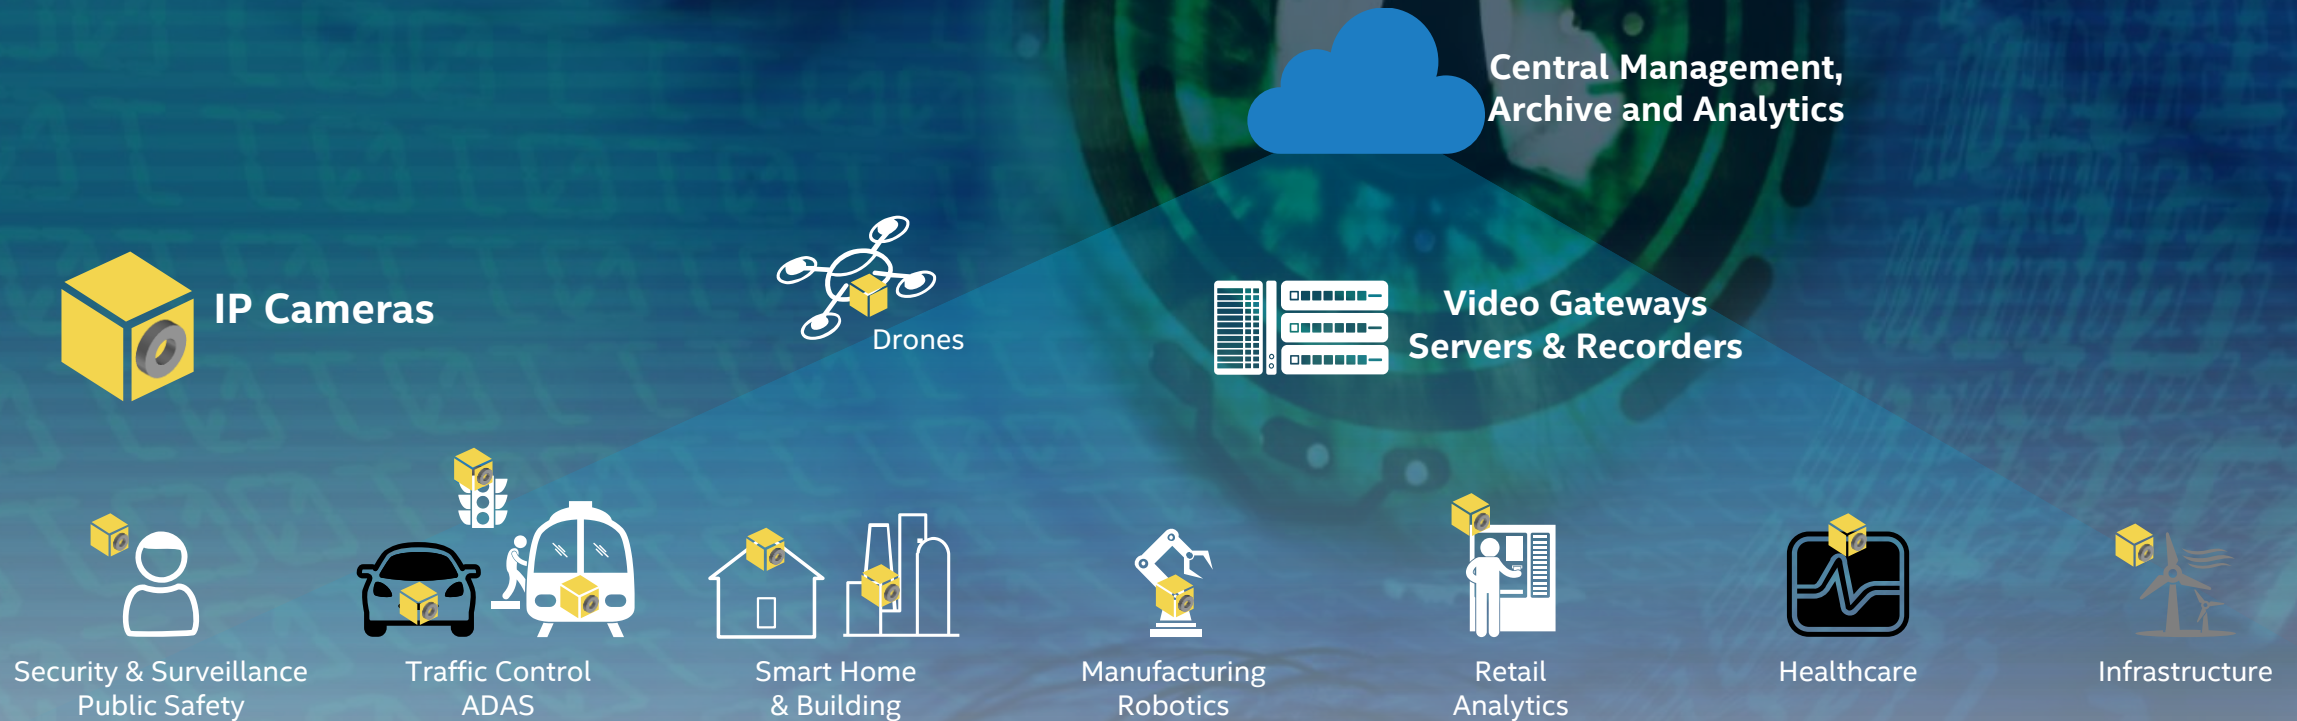 Central Management,
Archive and Analytics
IP Cameras
Drones
Video Gateways
Servers & Recorders
Security & Surveillance
Public Safety
Traffic Control
ADAS
Smart Home
& Building
Manufacturing
Robotics
Retail
Analytics
Healthcare
Infrastructure